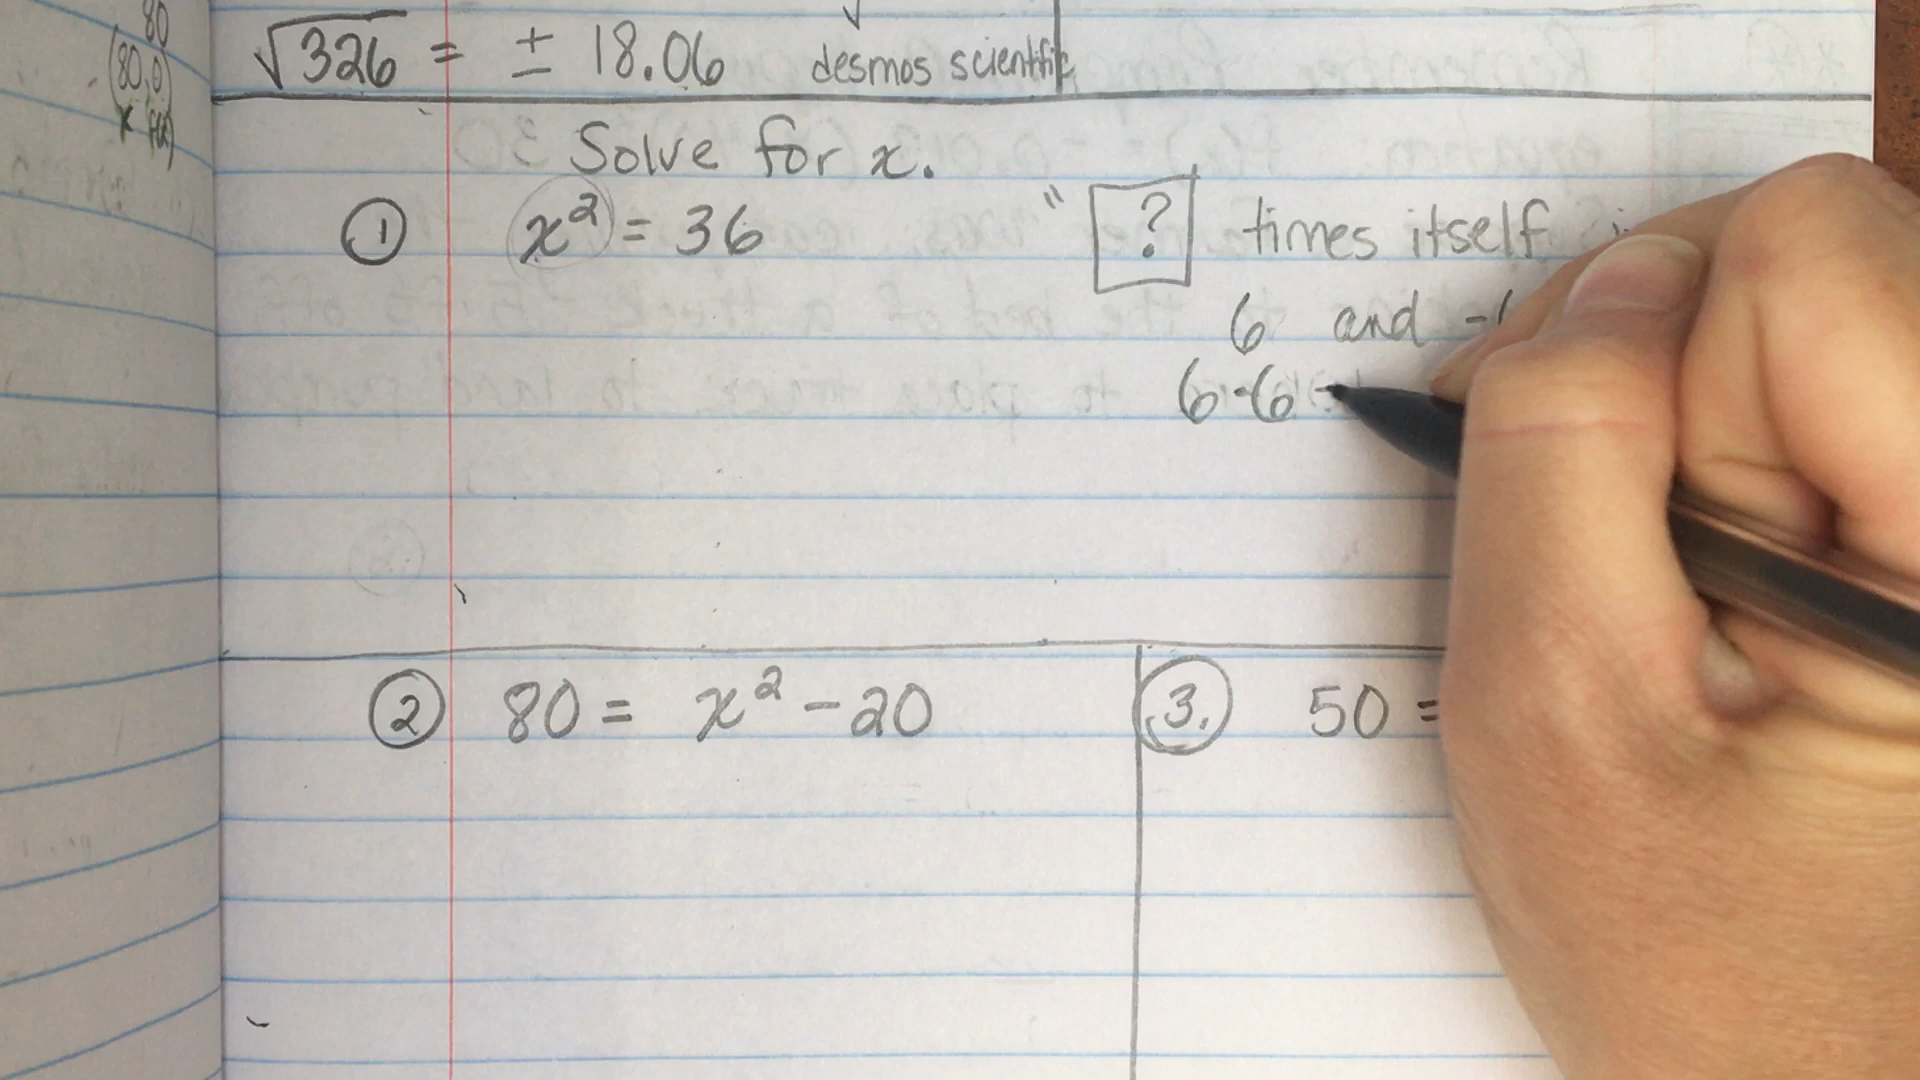 80
(80,0)
x f(x)
√326 = ± 18.06 desmos scientific
Solve for x.
① x² = 36 " ? times itself
6 and -6
6·-6 =
② 80 = x² - 20
③. 50 =